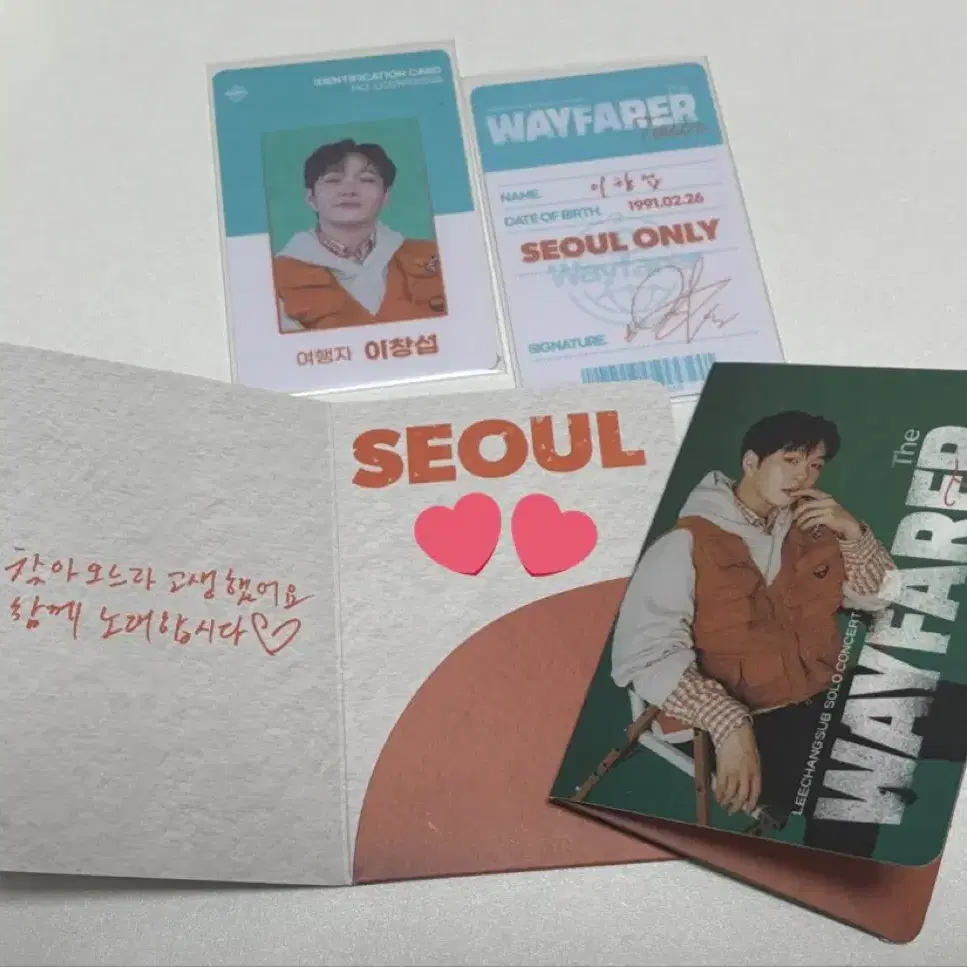 IDENTIFICATION CARD
여행자 이창섭
The
WAYFARER
NAME. 이창섭
DATE OF BIRTH. 1991.02.26
SEOUL ONLY
Wayfarer
SIGNATURE.
SEOUL
찾아오느라 고생했어요
함께 노래합시다♡
The
WAYFARER
LEECHANGSUB SOLO CONCERT